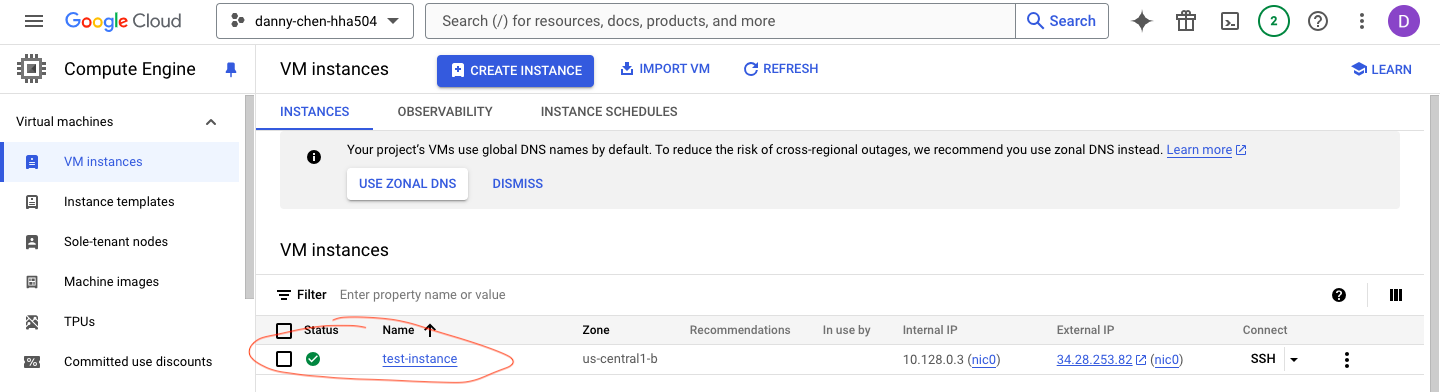 Google Cloud
danny-chen-hha504
Search (/) for resources, docs, products, and more
Search
2
D
Compute Engine
VM instances
CREATE INSTANCE
IMPORT VM
REFRESH
LEARN
Virtual machines
VM instances
Instance templates
Sole-tenant nodes
Machine images
TPUs
Committed use discounts
INSTANCES OBSERVABILITY INSTANCE SCHEDULES
Your project's VMs use global DNS names by default. To reduce the risk of cross-regional outages, we recommend you use zonal DNS instead. Learn more
USE ZONAL DNS DISMISS
VM instances
Filter Enter property name or value
Status Name Zone Recommendations In use by Internal IP External IP Connect
test-instance us-central1-b 10.128.0.3 (nic0) 34.28.253.82 (nic0) SSH